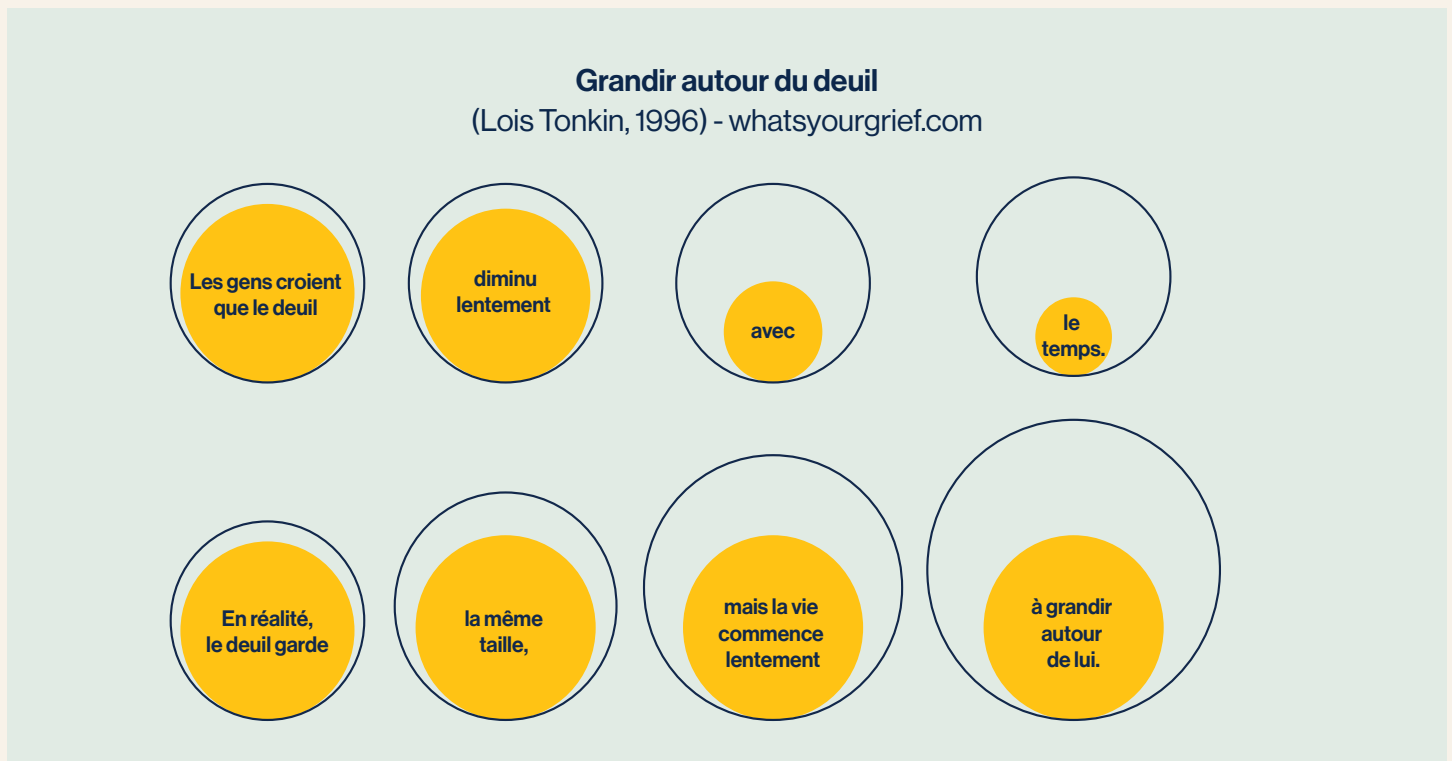 Grandir autour du deuil
(Lois Tonkin, 1996) - whatsyourgrief.com
Les gens croient
que le deuil
diminu
lentement
avec
le
temps.
En réalité,
le deuil garde
la même
taille,
mais la vie
commence
lentement
à grandir
autour
de lui.